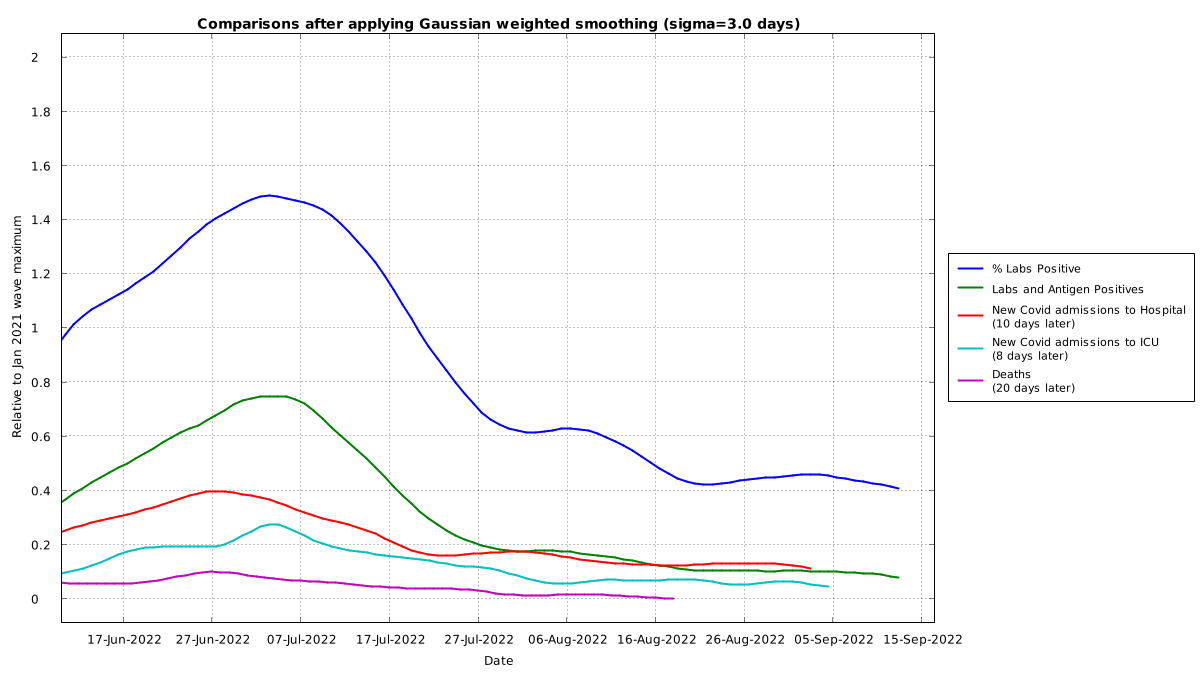 Comparisons after applying Gaussian weighted smoothing (sigma=3.0 days)
Relative to Jan 2021 wave maximum
2
1.8
1.6
1.4
1.2
1
0.8
0.6
0.4
0.2
0
17-Jun-2022 27-Jun-2022 07-Jul-2022 17-Jul-2022 27-Jul-2022 06-Aug-2022 16-Aug-2022 26-Aug-2022 05-Sep-2022 15-Sep-2022
Date
% Labs Positive
Labs and Antigen Positives
New Covid admissions to Hospital
(10 days later)
New Covid admissions to ICU
(8 days later)
Deaths
(20 days later)